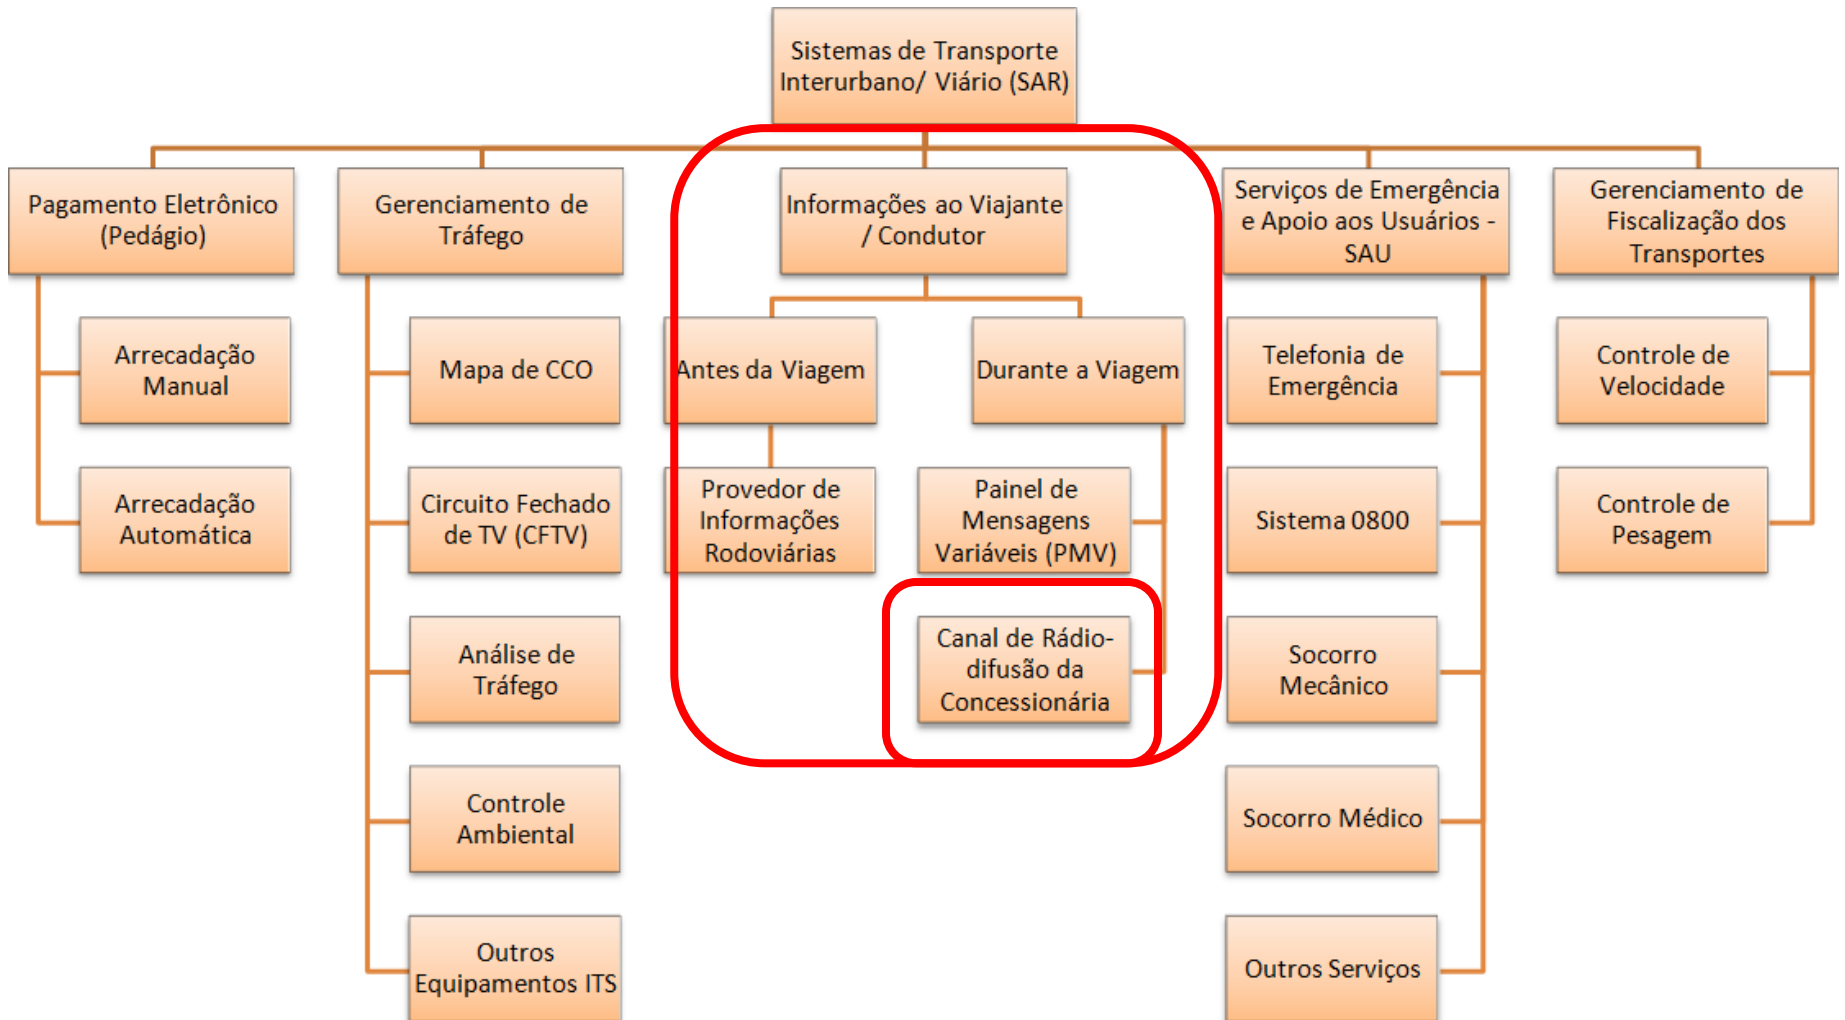 Sistemas de Transporte
Interurbano/ Viário (SAR)
Pagamento Eletrônico
(Pedágio)
Arrecadação
Manual
Arrecadação
Automática
Gerenciamento de
Tráfego
Mapa de CCO
Circuito Fechado
de TV (CFTV)
Análise de
Tráfego
Controle
Ambiental
Outros
Equipamentos ITS
Informações ao Viajante
/ Condutor
Antes da Viagem
Provedor de
Informações
Rodoviárias
Durante a Viagem
Painel de
Mensagens
Variáveis (PMV)
Canal de Rádio-
difusão da
Concessionária
Serviços de Emergência
e Apoio aos Usuários -
SAU
Telefonia de
Emergência
Sistema 0800
Socorro
Mecânico
Socorro Médico
Outros Serviços
Gerenciamento de
Fiscalização dos
Transportes
Controle de
Velocidade
Controle de
Pesagem